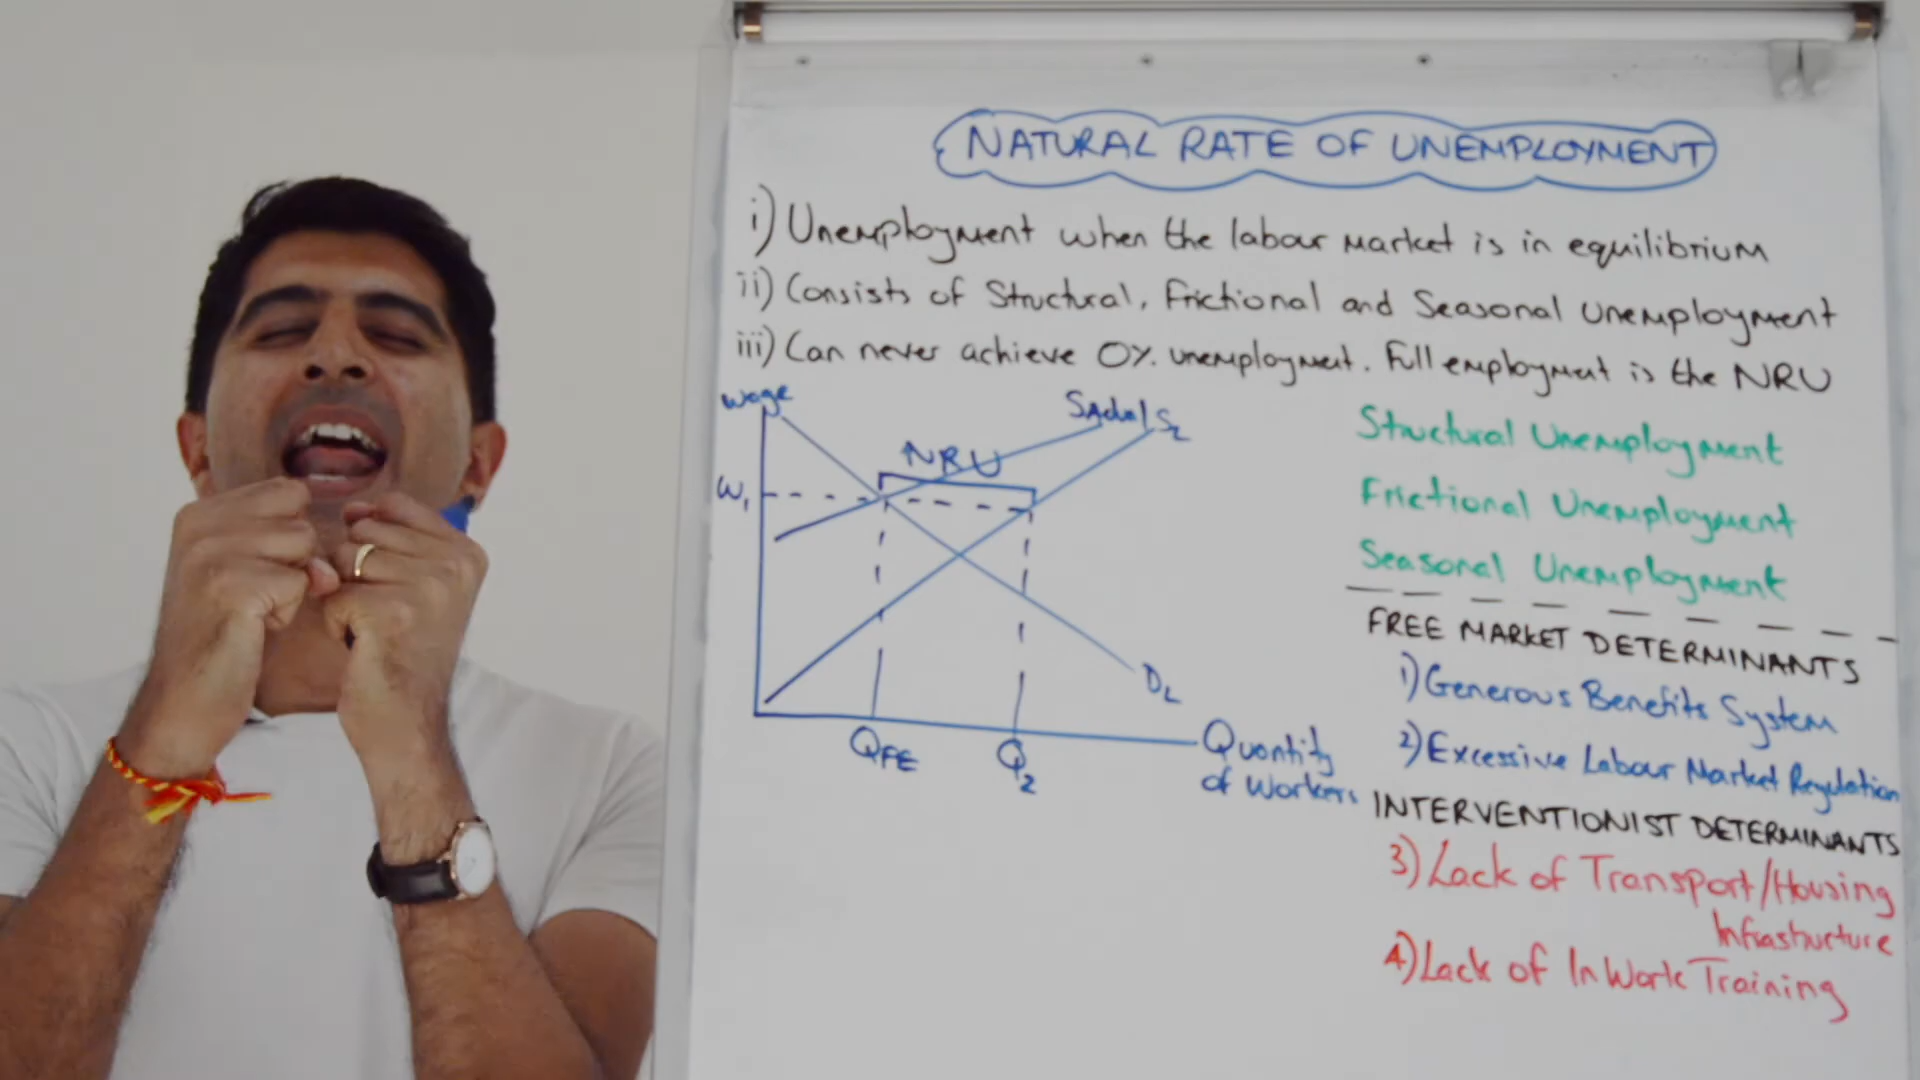 NATURAL RATE OF UNEMPLOYMENT
i) Unemployment when the labour market is in equilibrium
ii) Consists of Structural, Frictional and Seasonal Unemployment
iii) Can never achieve 0% unemployment. Full employment is the NRU
Wage
SActual
SL
NRU
W1
DL
QFE
Q2
Quantity
of Workers
Structural Unemployment
Frictional Unemployment
Seasonal Unemployment
FREE MARKET DETERMINANTS
1) Generous Benefits System
2) Excessive Labour Market Regulation
INTERVENTIONIST DETERMINANTS
3) Lack of Transport/Housing
Infrastructure
4) Lack of In Work Training